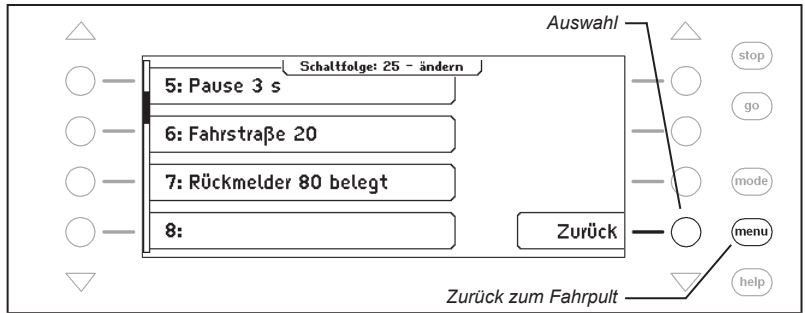 Auswahl
Schaltfolge: 25 - ändern
stop
5: Pause 3 s
go
6: Fahrstraße 20
7: Rückmelder 80 belegt
mode
8:
Zurück
menu
help
Zurück zum Fahrpult